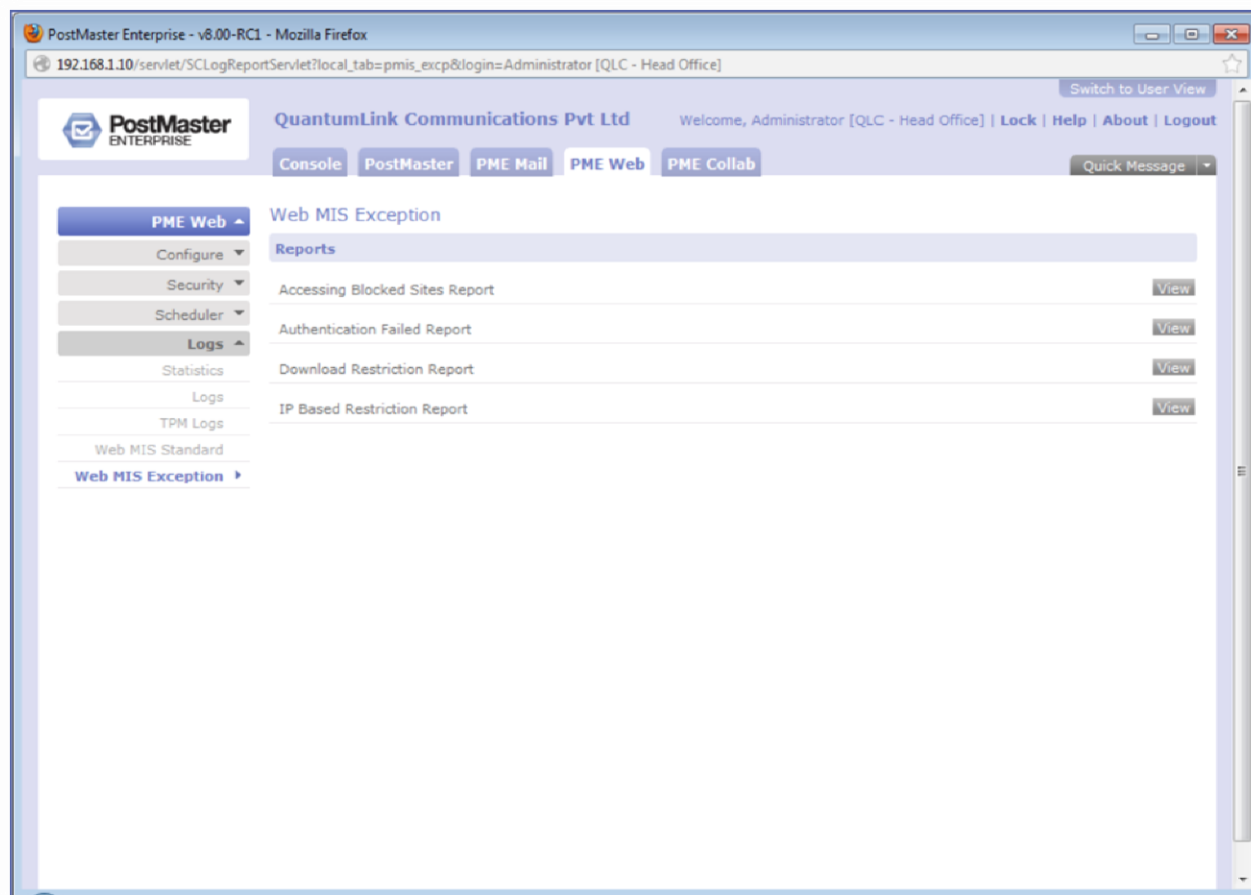 PostMaster Enterprise - v8.00-RC1 - Mozilla Firefox
192.168.1.10/servlet/SCLogReportServlet?local_tab=pmis_excp&login=Administrator [QLC - Head Office]
Switch to User View
PostMaster
ENTERPRISE
QuantumLink Communications Pvt Ltd
Welcome, Administrator [QLC - Head Office] | Lock | Help | About | Logout
Console PostMaster PME Mail PME Web PME Collab
Quick Message
PME Web
Configure
Security
Scheduler
Logs
Statistics
Logs
TPM Logs
Web MIS Standard
Web MIS Exception
Web MIS Exception
Reports
Accessing Blocked Sites Report View
Authentication Failed Report View
Download Restriction Report View
IP Based Restriction Report View